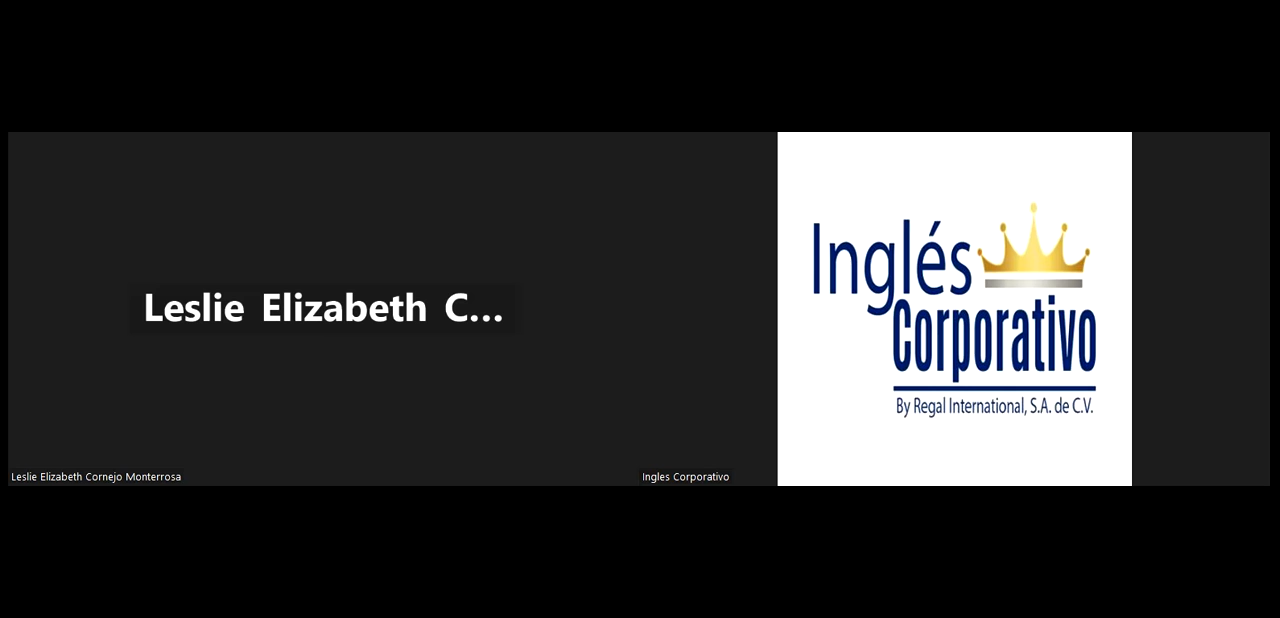 Leslie Elizabeth C...
Leslie Elizabeth Cornejo Monterrosa
Inglés
Corporativo
By Regal International, S.A. de C.V.
Ingles Corporativo